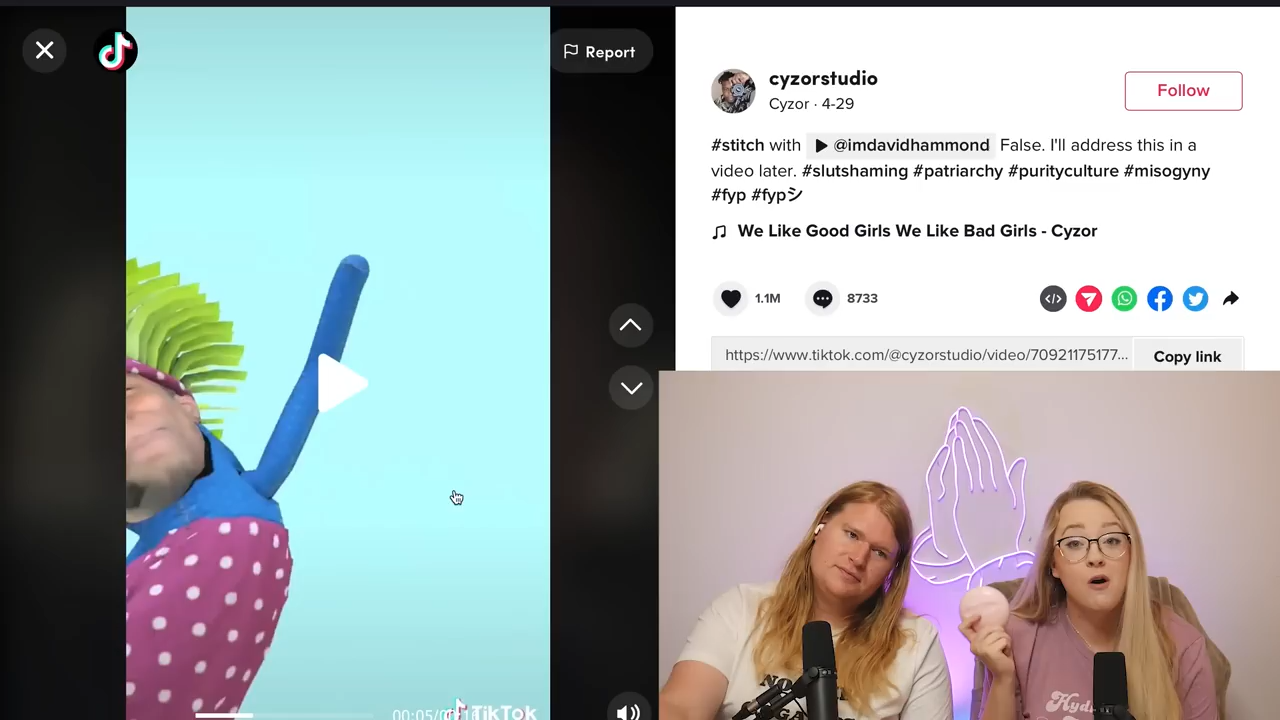 Report
cyzorstudio
Cyzor · 4-29
Follow
#stitch with ▶ @imdavidhammond False. I'll address this in a
video later. #slutshaming #patriarchy #purityculture #misogyny
#fyp #fypシ
We Like Good Girls We Like Bad Girls - Cyzor
1.1M
8733
https://www.tiktok.com/@cyzorstudio/video/70921175177...
Copy link
TikTok